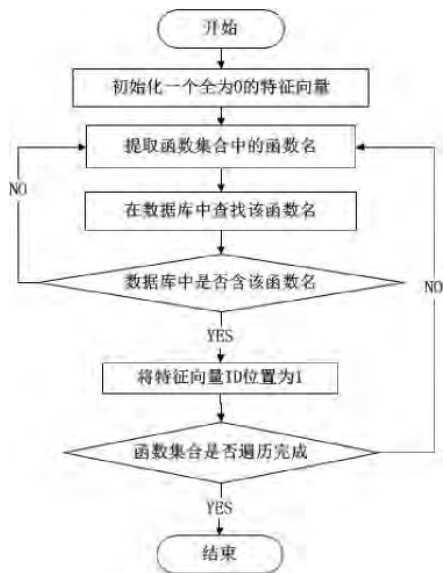 开始
初始化一个全为0的特征向量
提取函数集合中的函数名
NO
在数据库中查找该函数名
数据库中是否含该函数名
NO
YES
将特征向量ID位置为1
函数集合是否遍历完成
YES
结束